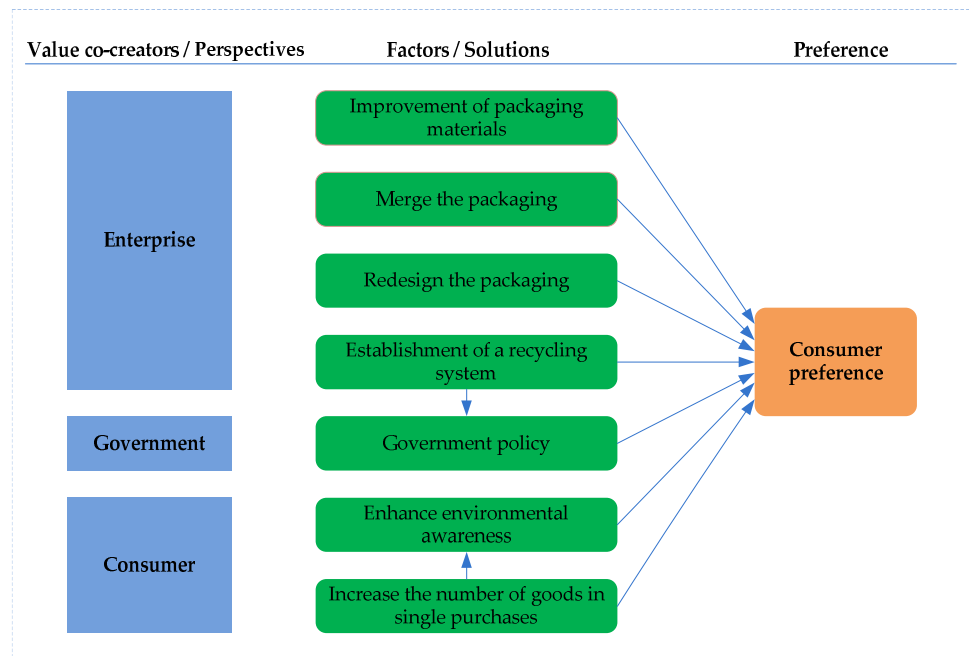 Value co-creators / Perspectives
Factors / Solutions
Preference
Enterprise
Government
Consumer
Improvement of packaging
materials
Merge the packaging
Redesign the packaging
Establishment of a recycling
system
Government policy
Enhance environmental
awareness
Increase the number of goods in
single purchases
Consumer
preference